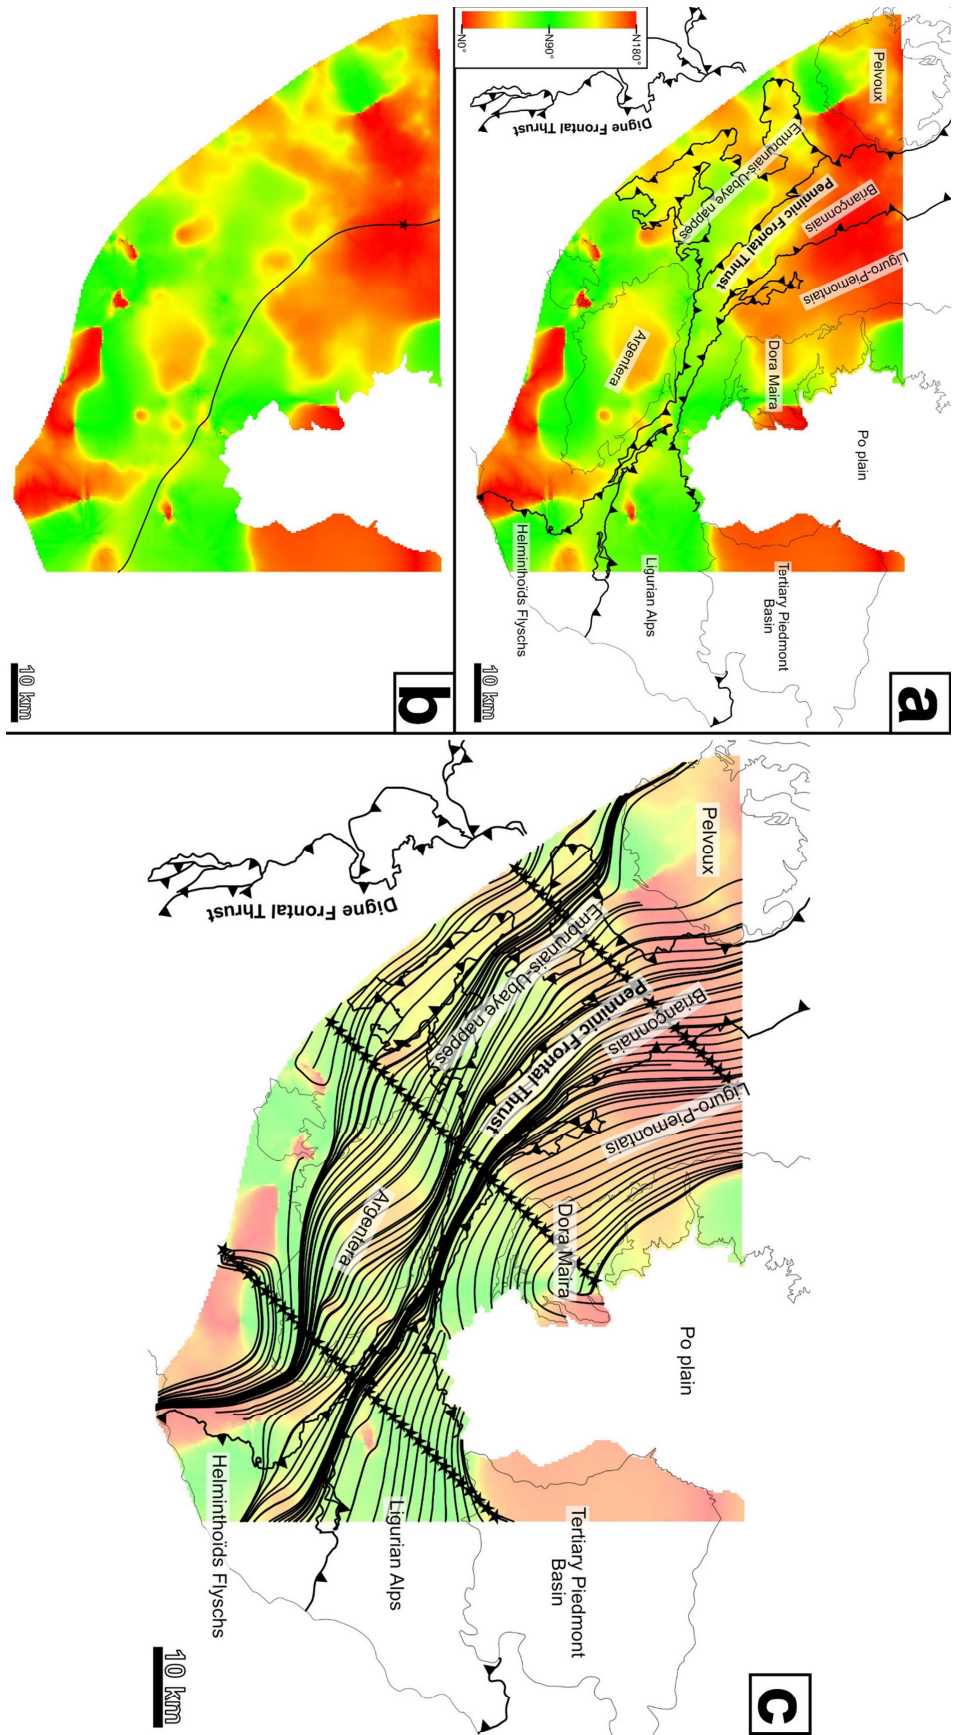 a
N0°
N90°
N180°
Pelvoux
Digne Frontal Thrust
Embrunais-Ubaye nappes
Penninic Frontal Thrust
Briançonnais
Liguro-Piemontais
Argentera
Dora Maira
Po plain
Helminthoïds Flyschs
Ligurian Alps
Tertiary Piedmont
Basin
10 km
b
10 km
c
Pelvoux
Digne Frontal Thrust
Embrunais-Ubaye nappes
Penninic Frontal Thrust
Briançonnais
Liguro-Piemontais
Argentera
Dora Maira
Po plain
Helminthoïds Flyschs
Ligurian Alps
Tertiary Piedmont
Basin
10 km